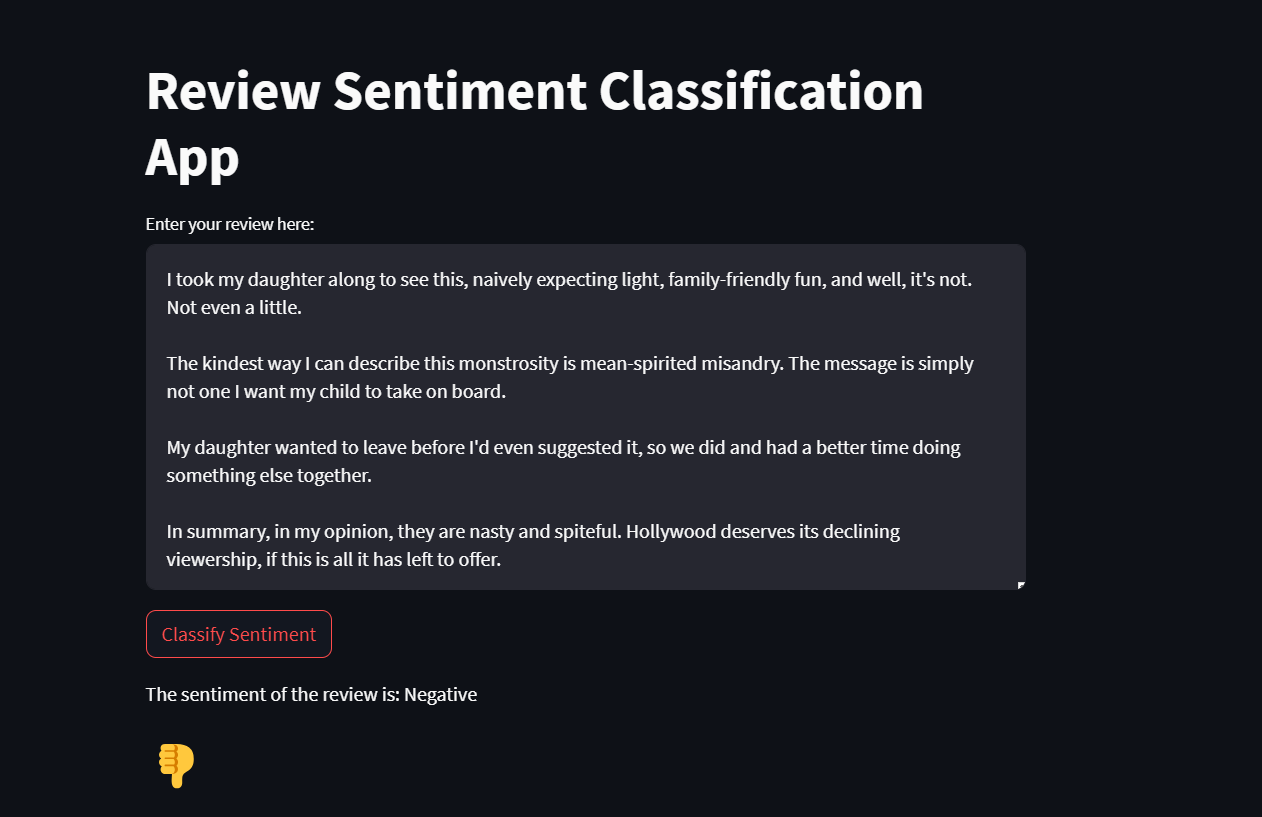 Review Sentiment Classification
App
Enter your review here:
I took my daughter along to see this, naively expecting light, family-friendly fun, and well, it's not.
Not even a little.
The kindest way I can describe this monstrosity is mean-spirited misandry. The message is simply
not one I want my child to take on board.
My daughter wanted to leave before I'd even suggested it, so we did and had a better time doing
something else together.
In summary, in my opinion, they are nasty and spiteful. Hollywood deserves its declining
viewership, if this is all it has left to offer.
Classify Sentiment
The sentiment of the review is: Negative